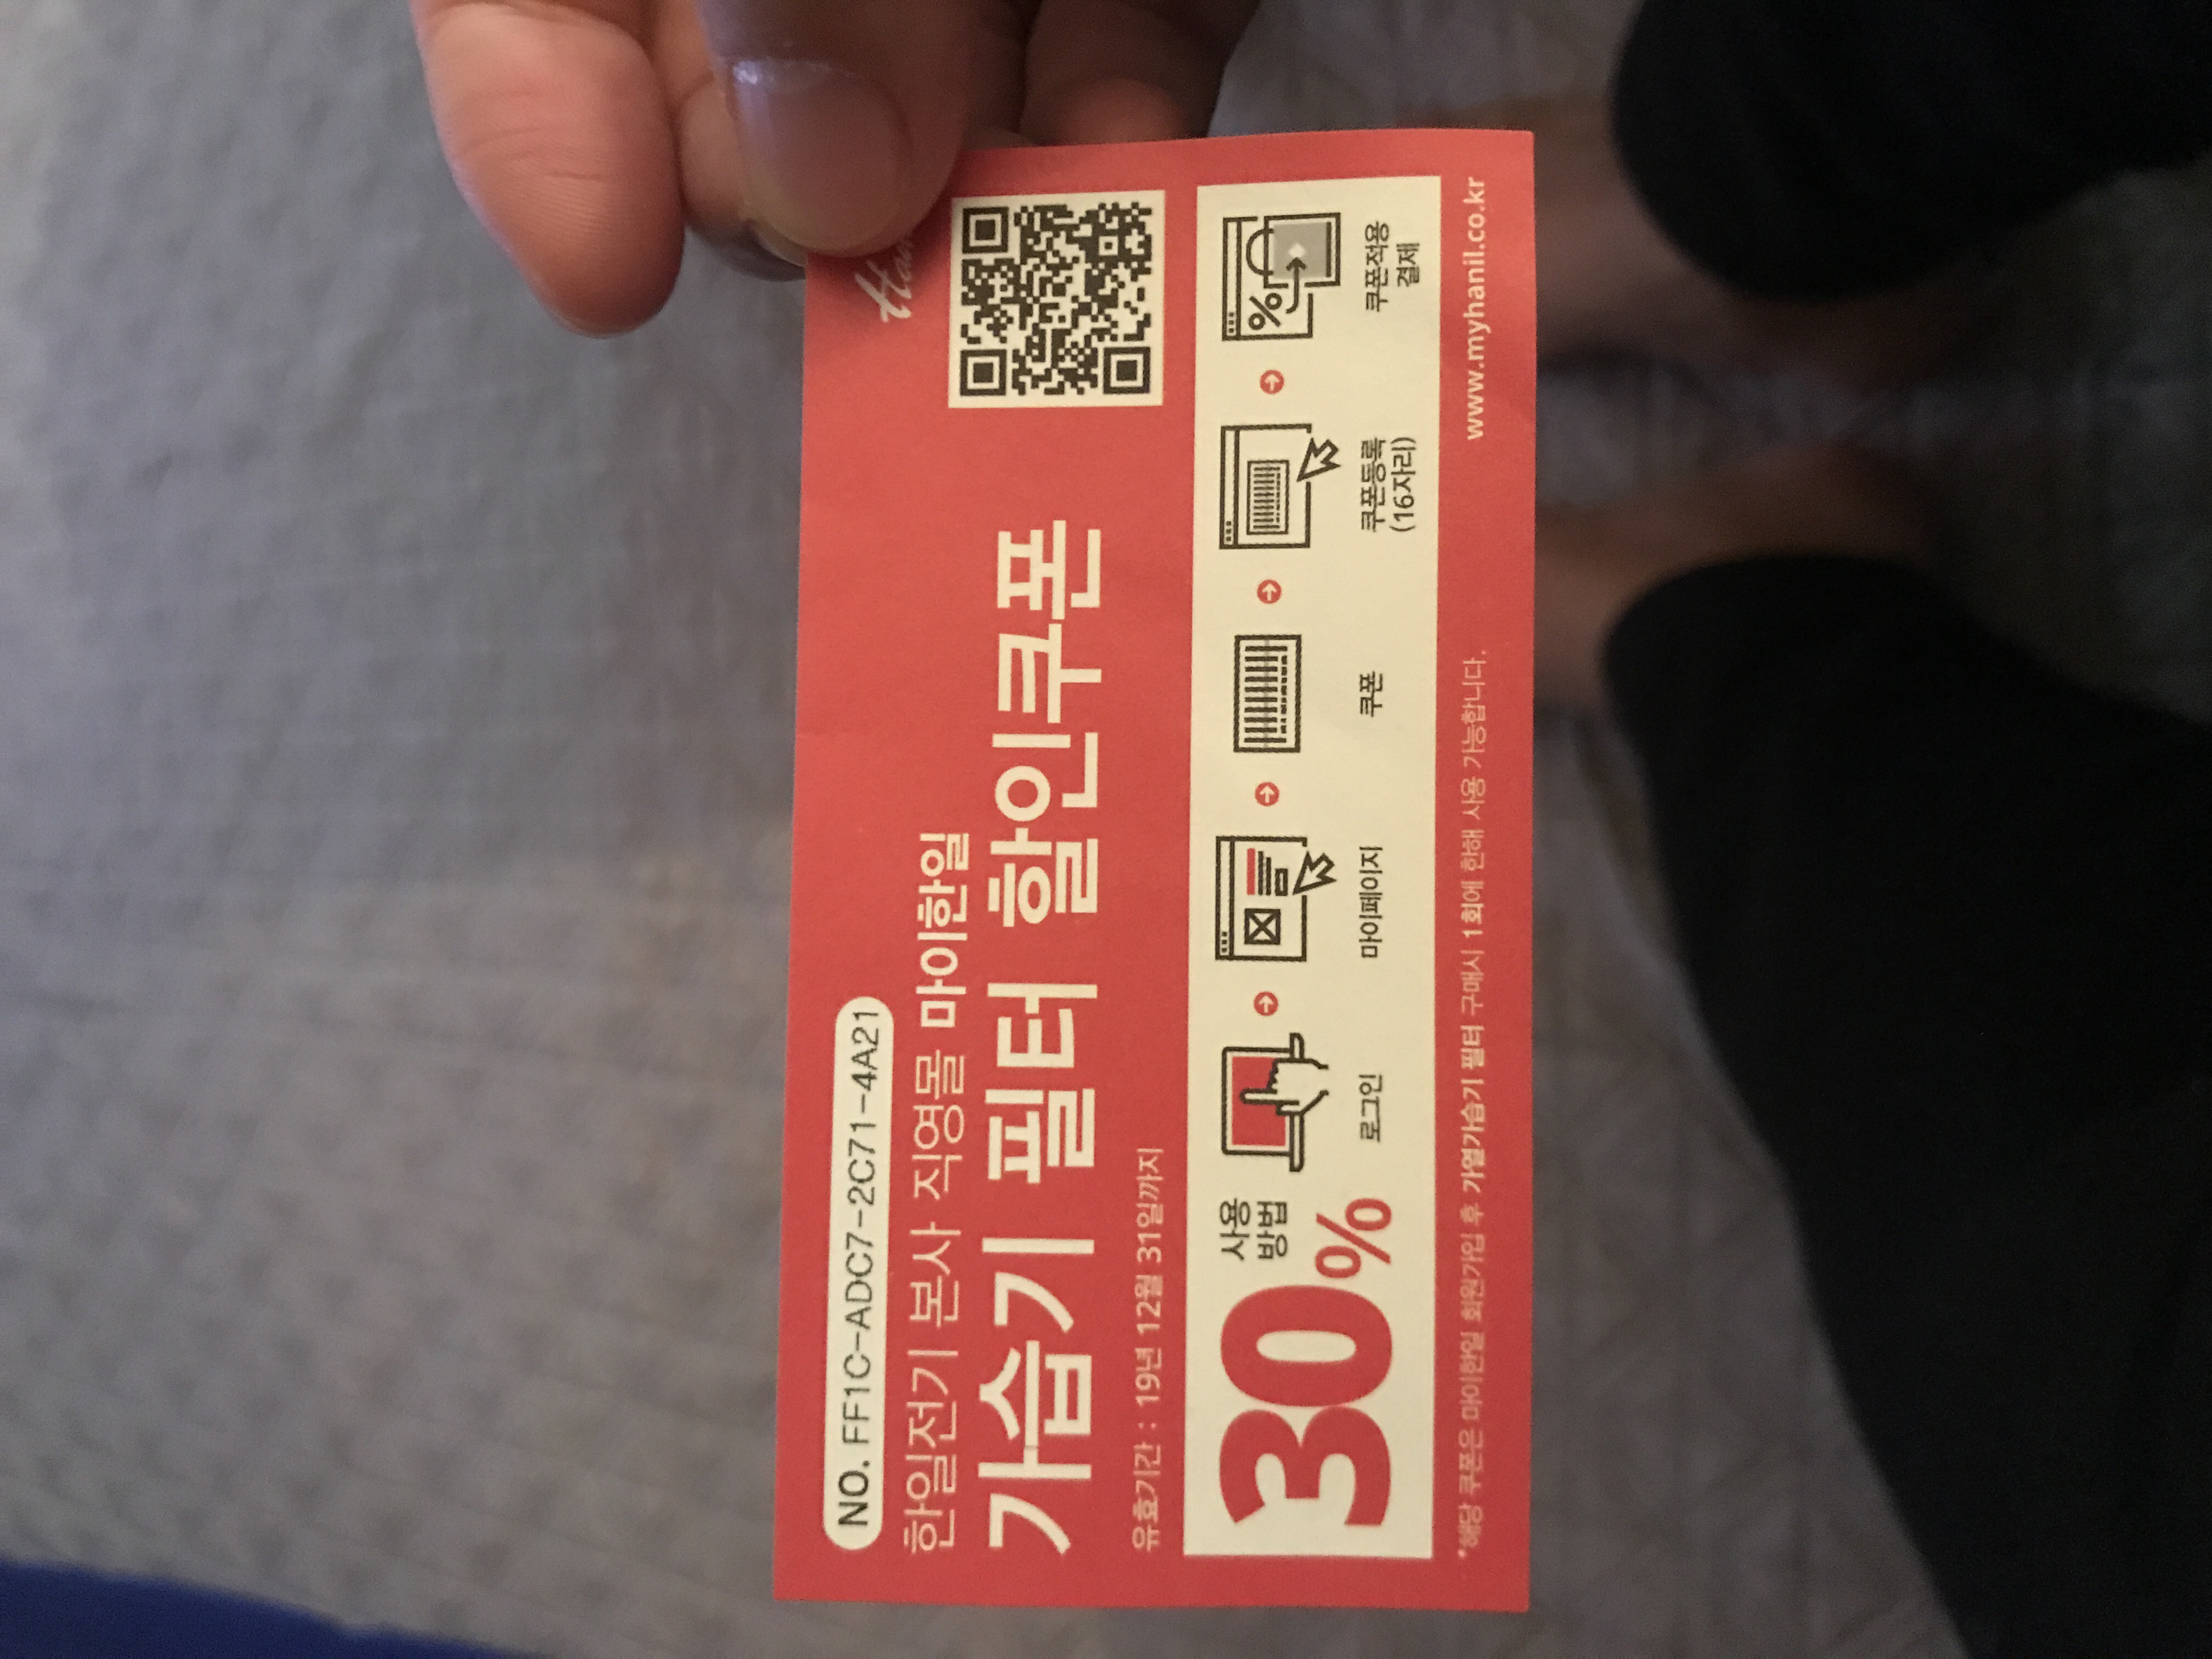 NO. FF1C-ADC7-2C71-4A21
한일전기 본사 직영몰 마이한일
가습기 필터 할인쿠폰
유효기간 : 19년 12월 31일까지
30%
사용
방법
로그인
마이페이지
쿠폰
쿠폰등록
(16자리)
쿠폰적용
결제
*해당 쿠폰은 마이한일 회원가입 후 가열가습기 필터 구매시 1회에 한해 사용 가능합니다.
www.myhanil.co.kr